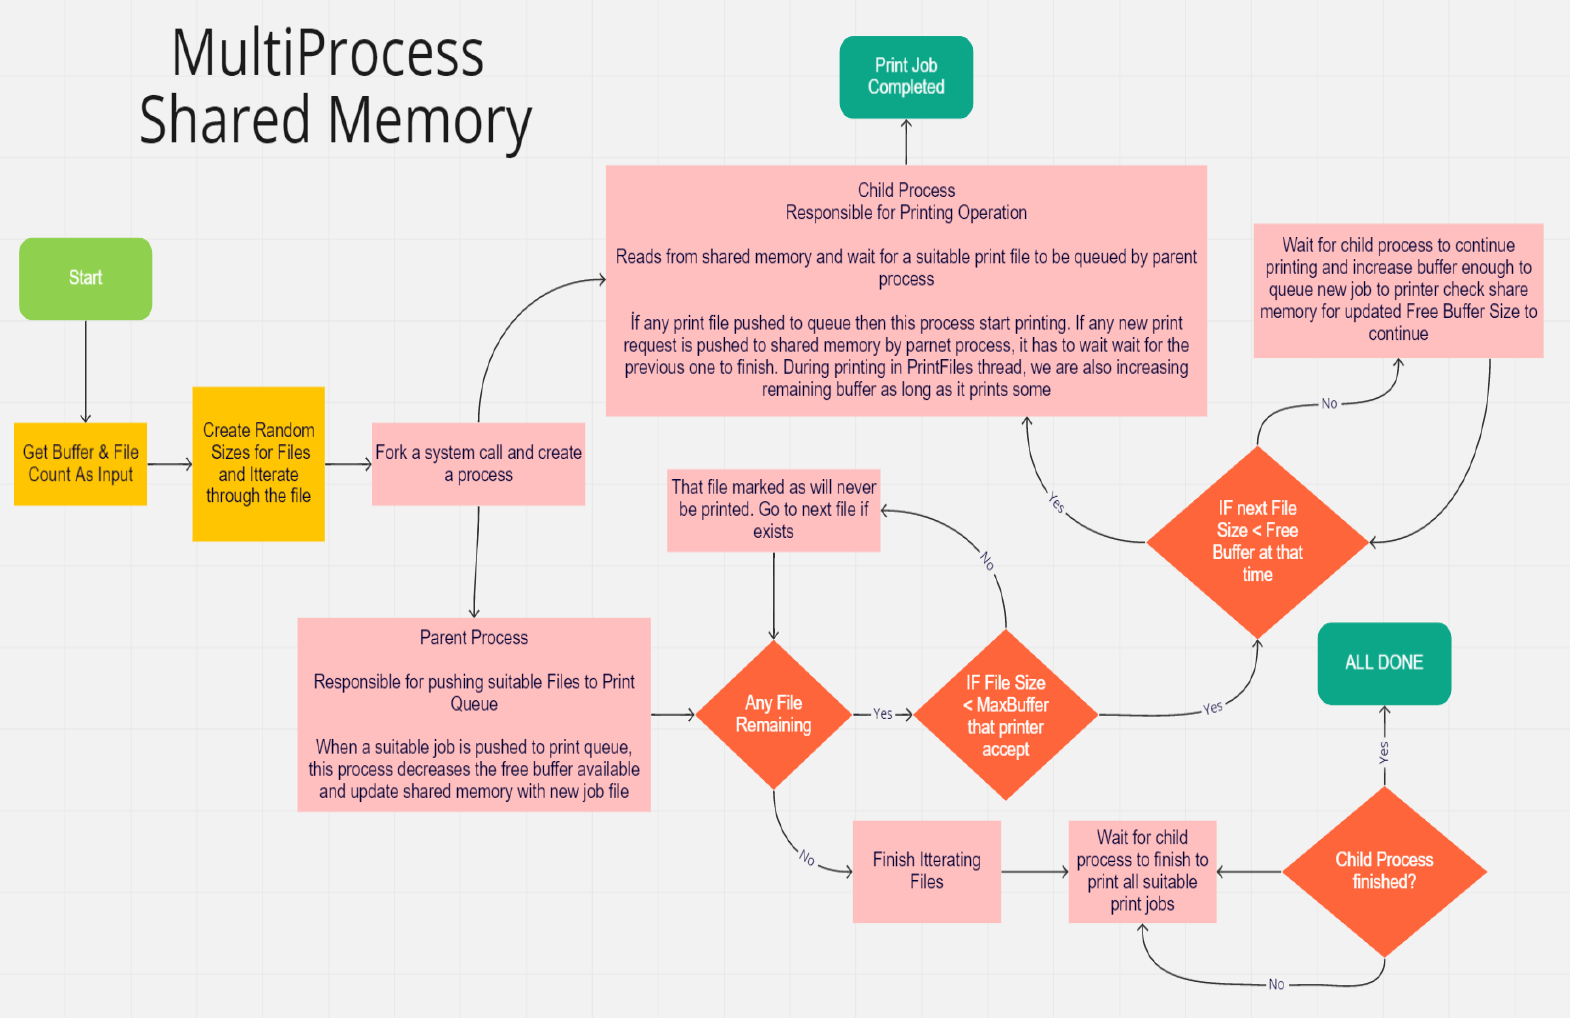 MultiProcess
Shared Memory
Print Job
Completed
Child Process
Responsible for Printing Operation
Reads from shared memory and wait for a suitable print file to be queued by parent
process
İf any print file pushed to queue then this process start printing. If any new print
request is pushed to shared memory by parnet process, it has to wait wait for the
previous one to finish. During printing in PrintFiles thread, we are also increasing
remaining buffer as long as it prints some
Wait for child process to continue
printing and increase buffer enough to
queue new job to printer check share
memory for updated Free Buffer Size to
continue
Start
Get Buffer & File
Count As Input
Create Random
Sizes for Files
and Itterate
through the file
Fork a system call and create
a process
That file marked as will never
be printed. Go to next file if
exists
No
Yes
No
IF next File
Size < Free
Buffer at that
time
Parent Process
Responsible for pushing suitable Files to Print
Queue
When a suitable job is pushed to print queue,
this process decreases the free buffer available
and update shared memory with new job file
Any File
Remaining
Yes
IF File Size
< MaxBuffer
that printer
accept
Yes
ALL DONE
Yes
No
Finish Itterating
Files
Wait for child
process to finish to
print all suitable
print jobs
Child Process
finished?
No